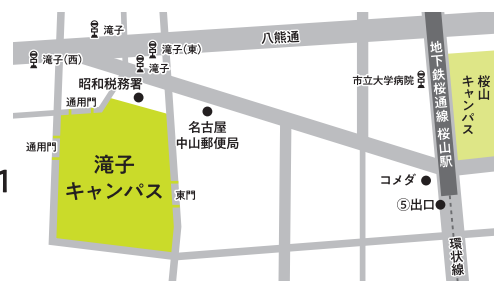 滝子
滝子(東)
八熊通
滝子(西)
滝子
昭和税務署
市立大学病院
地下鉄桜通線 桜山駅
桜山
キャンパス
通用門
名古屋
中山郵便局
通用門
滝子
キャンパス
1
東門
コメダ
⑤出口
環状線